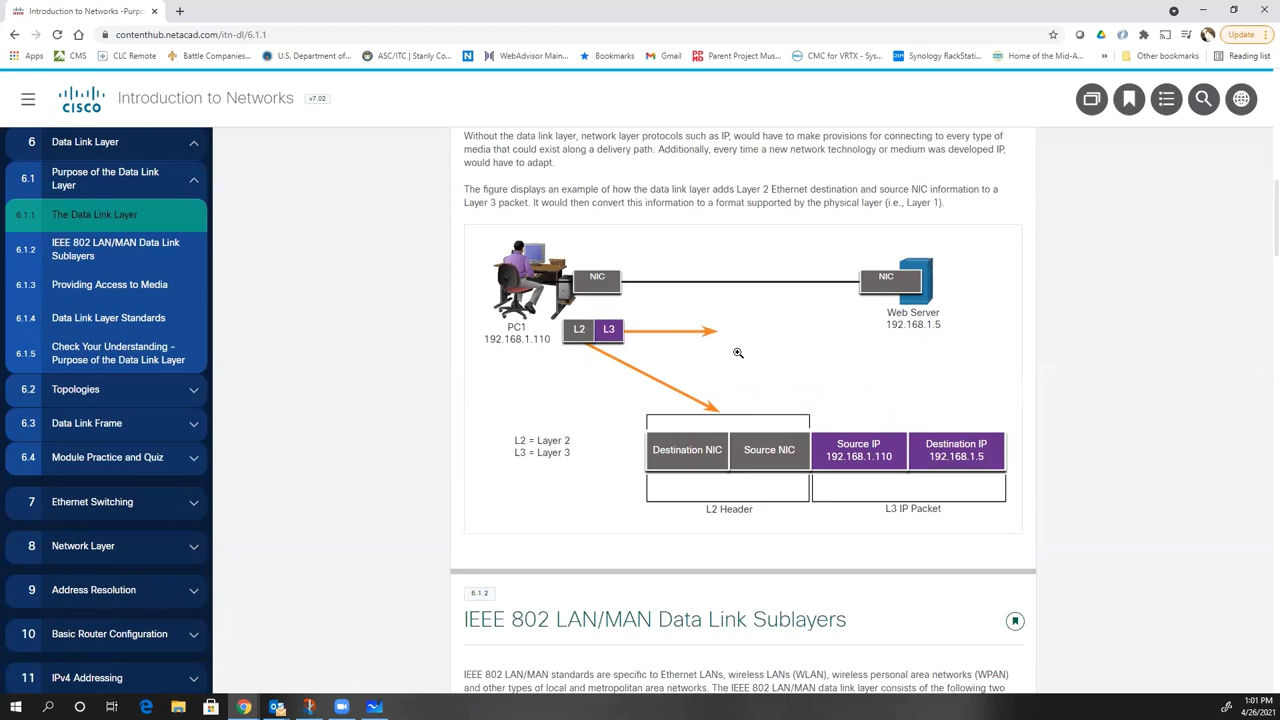 Introduction to Networks -Purpo
contenthub.netacad.com/itn-dl/6.1.1
Update
Apps
CMS
CLC Remote
Battle Companies...
U.S. Department of...
ASC/ITC | Stanly Co...
WebAdvisor Main...
Bookmarks
Gmail
Parent Project Mus...
CMC for VRTX - Sys...
Synology RackStati...
Home of the Mid-A...
»
Other bookmarks
Reading list
CISCO
Introduction to Networks
v7.02
6 Data Link Layer
6.1 Purpose of the Data Link
Layer
6.1.1 The Data Link Layer
6.1.2 IEEE 802 LAN/MAN Data Link
Sublayers
6.1.3 Providing Access to Media
6.1.4 Data Link Layer Standards
6.1.5 Check Your Understanding -
Purpose of the Data Link Layer
6.2 Topologies
6.3 Data Link Frame
6.4 Module Practice and Quiz
7 Ethernet Switching
8 Network Layer
9 Address Resolution
10 Basic Router Configuration
11 IPv4 Addressing
Without the data link layer, network layer protocols such as IP, would have to make provisions for connecting to every type of
media that could exist along a delivery path. Additionally, every time a new network technology or medium was developed IP,
would have to adapt.
The figure displays an example of how the data link layer adds Layer 2 Ethernet destination and source NIC information to a
Layer 3 packet. It would then convert this information to a format supported by the physical layer (i.e., Layer 1).
NIC
NIC
PC1
192.168.1.110
Web Server
192.168.1.5
L2 L3
L2 = Layer 2
L3 = Layer 3
Destination NIC
Source NIC
Source IP
192.168.1.110
Destination IP
192.168.1.5
L2 Header
L3 IP Packet
6.1.2
IEEE 802 LAN/MAN Data Link Sublayers
IEEE 802 LAN/MAN standards are specific to Ethernet LANs, wireless LANs (WLAN), wireless personal area networks (WPAN)
and other types of local and metropolitan area networks. The IEEE 802 LAN/MAN data link layer consists of the following two
1:01 PM
4/26/2021